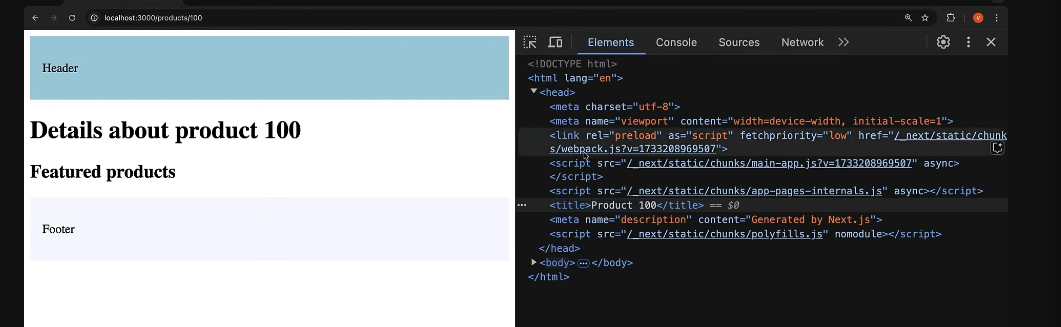 localhost:3000/products/100
Header
Details about product 100
Featured products
Footer
Elements Console Sources Network
<!DOCTYPE html>
<html lang="en">
<head>
<meta charset="utf-8">
<meta name="viewport" content="width=device-width, initial-scale=1">
<link rel="preload" as="script" fetchpriority="low" href="/_next/static/chunk
s/webpack.js?v=1733208969507">
<script src="/_next/static/chunks/main-app.js?v=1733208969507" async>
</script>
<script src="/_next/static/chunks/app-pages-internals.js" async></script>
<title>Product 100</title> == $0
<meta name="description" content="Generated by Next.js">
<script src="/_next/static/chunks/polyfills.js" nomodule></script>
</head>
<body> </body>
</html>